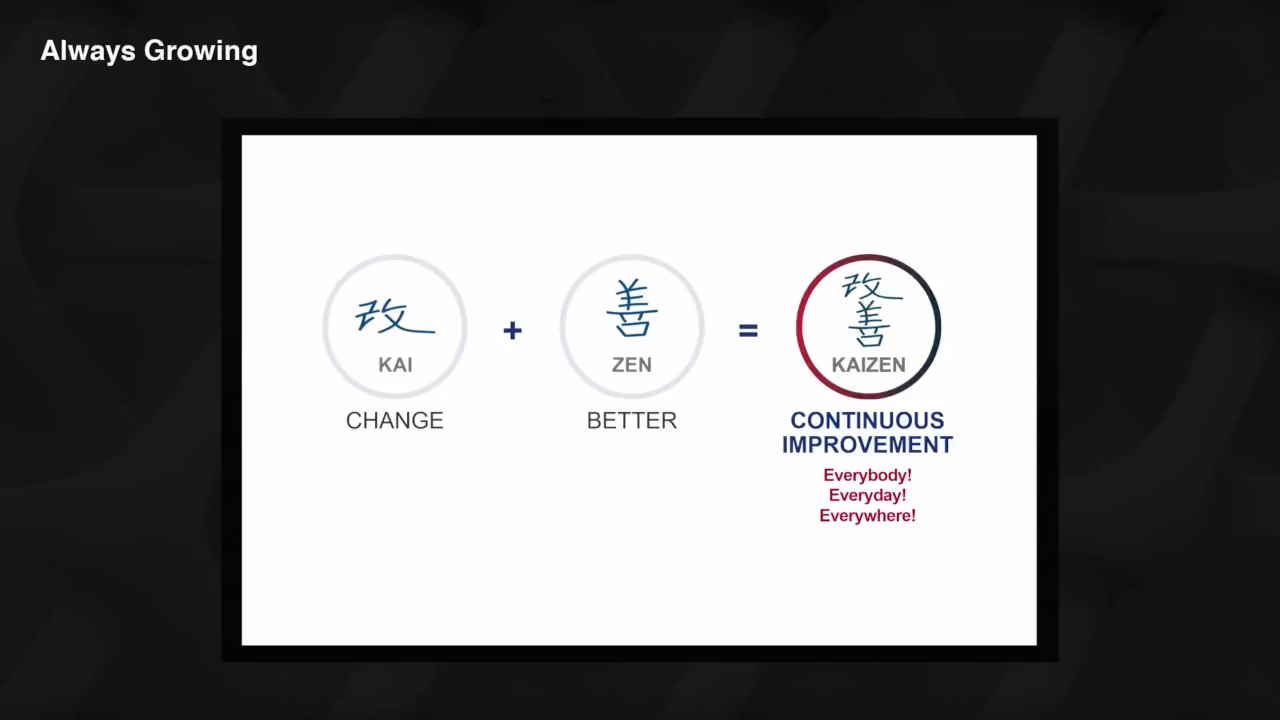 Always Growing
改
KAI
CHANGE
+
善
ZEN
BETTER
=
改
善
KAIZEN
CONTINUOUS
IMPROVEMENT
Everybody!
Everyday!
Everywhere!